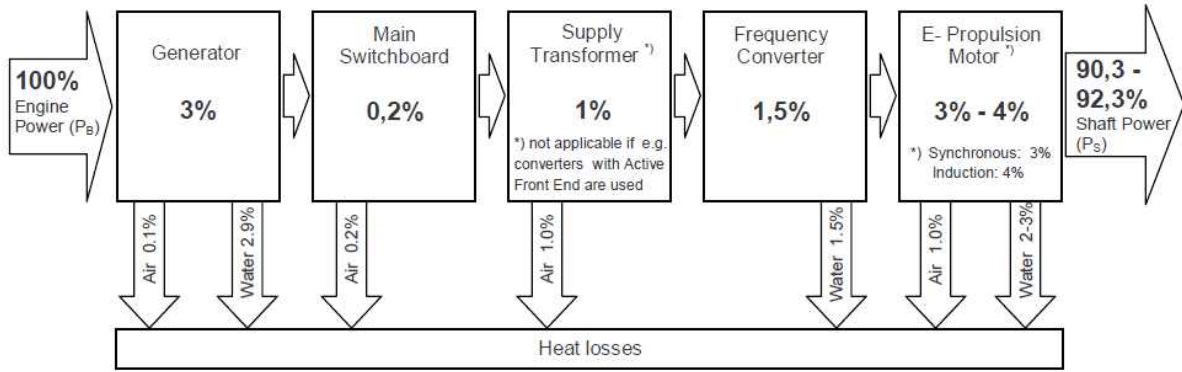 100%
Engine
Power (PB)
Generator
3%
Main
Switchboard
0,2%
Supply
Transformer *)
1%
*) not applicable if e.g.
converters with Active
Front End are used
Frequency
Converter
1,5%
E- Propulsion
Motor *)
3% - 4%
*) Synchronous: 3%
Induction: 4%
90,3 -
92,3%
Shaft Power
(PS)
Air 0.1%
Water 2.9%
Air 0.2%
Air 1.0%
Water 1.5%
Air 1.0%
Water 2-3%
Heat losses